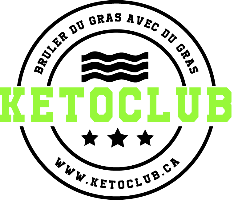 BRULER DU GRAS AVEC DU GRAS
KETOCLUB
WWW.KETOCLUB.CA